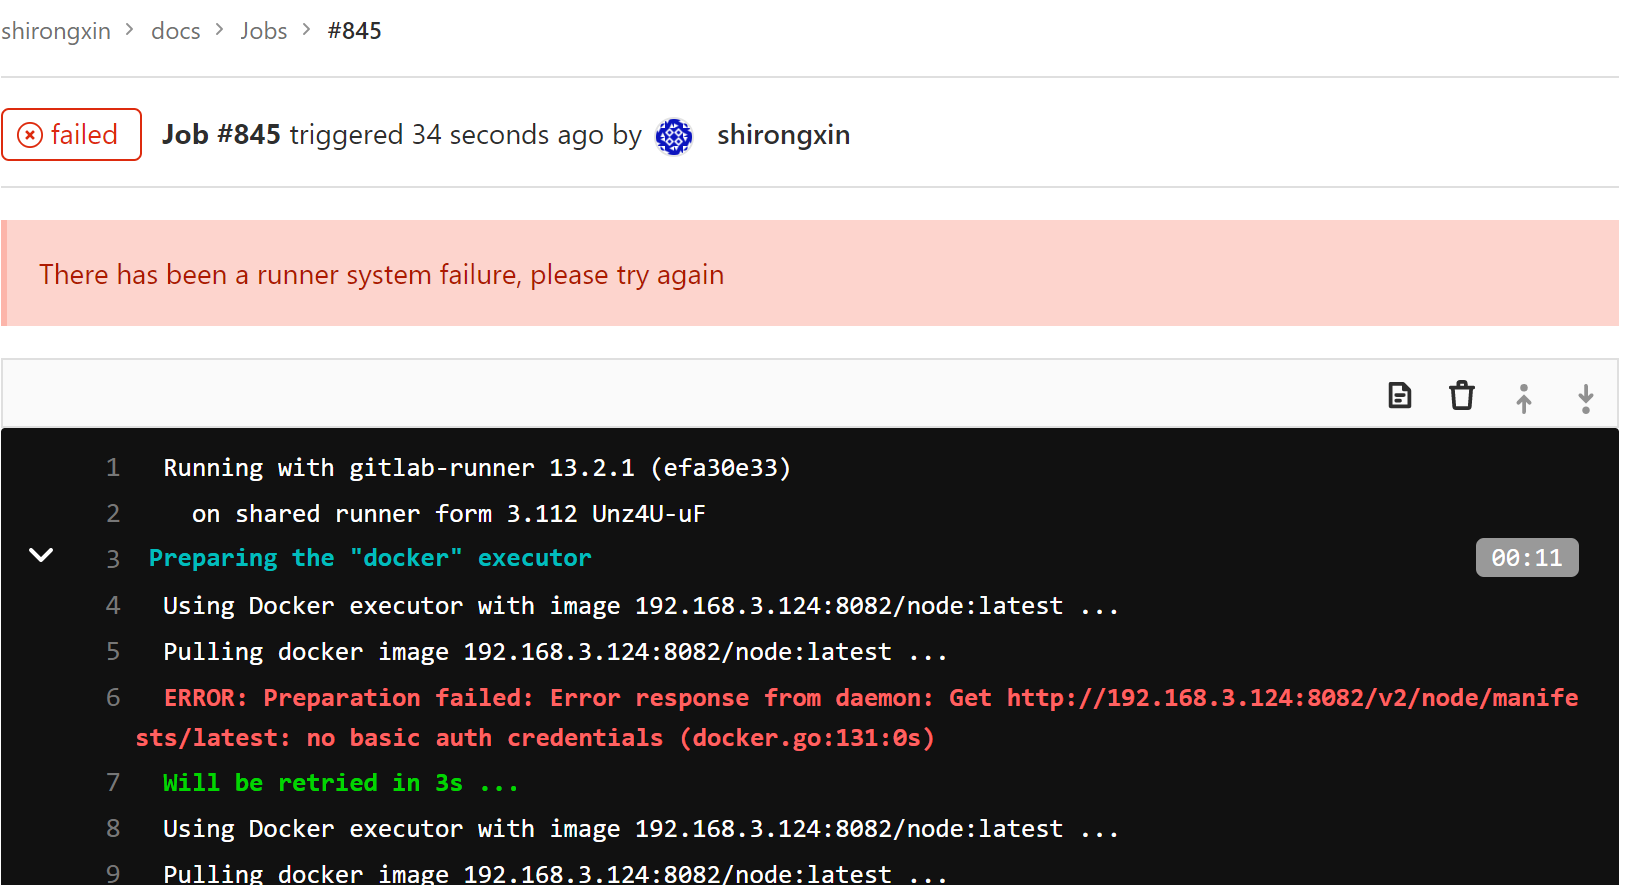 shirongxin > docs > Jobs > #845
failed Job #845 triggered 34 seconds ago by shirongxin
There has been a runner system failure, please try again
1 Running with gitlab-runner 13.2.1 (efa30e33)
2 on shared runner form 3.112 Unz4U-uF
3 Preparing the "docker" executor 00:11
4 Using Docker executor with image 192.168.3.124:8082/node:latest ...
5 Pulling docker image 192.168.3.124:8082/node:latest ...
6 ERROR: Preparation failed: Error response from daemon: Get http://192.168.3.124:8082/v2/node/manife
sts/latest: no basic auth credentials (docker.go:131:0s)
7 Will be retried in 3s ...
8 Using Docker executor with image 192.168.3.124:8082/node:latest ...
9 Pulling docker image 192.168.3.124:8082/node:latest ...